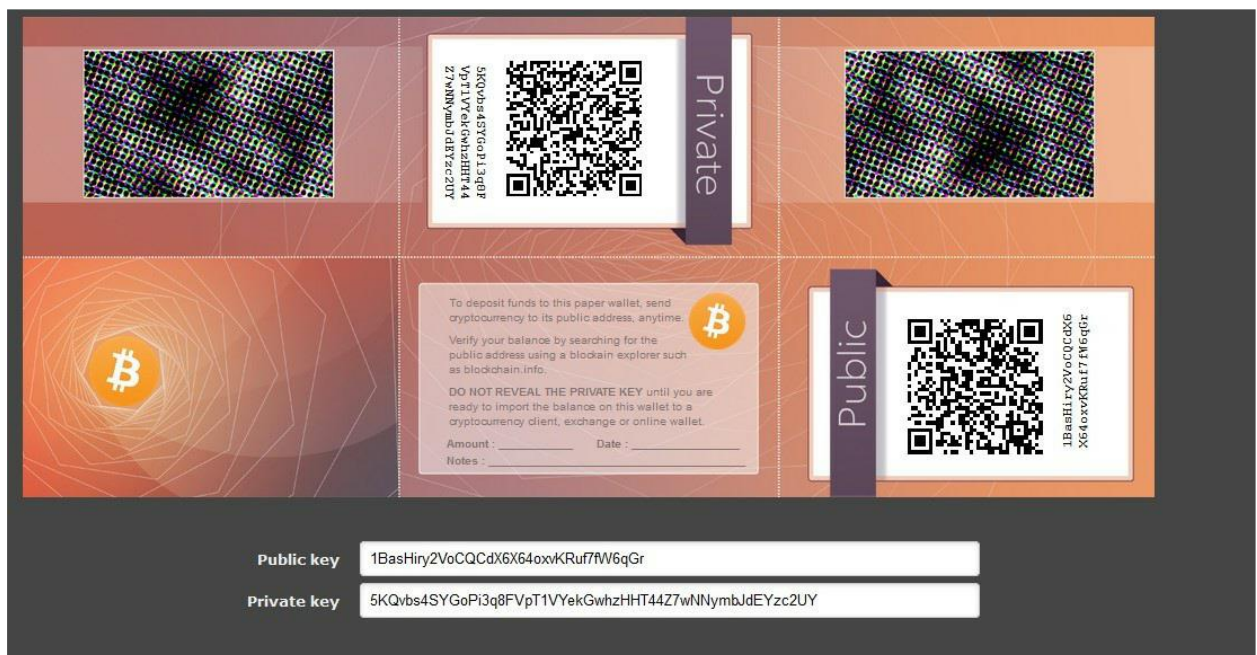 5KQvbs4SYGoPi3q8F
VpT1VYekGwhzHHT44
Z7wNNymbJdEYzc2UY
Private
To deposit funds to this paper wallet, send
cryptocurrency to its public address, anytime.
Verify your balance by searching for the
public address using a blockain explorer such
as blockchain.info.
DO NOT REVEAL THE PRIVATE KEY until you are
ready to import the balance on this wallet to a
cryptocurrency client, exchange or online wallet.
Amount : ___________ Date : ________________
Notes : ______________________________________
Public
1BasHiry2VoCQCdX6
X64oxvKRuf7fW6qGr
Public key 1BasHiry2VoCQCdX6X64oxvKRuf7fW6qGr
Private key 5KQvbs4SYGoPi3q8FVpT1VYekGwhzHHT44Z7wNNymbJdEYzc2UY